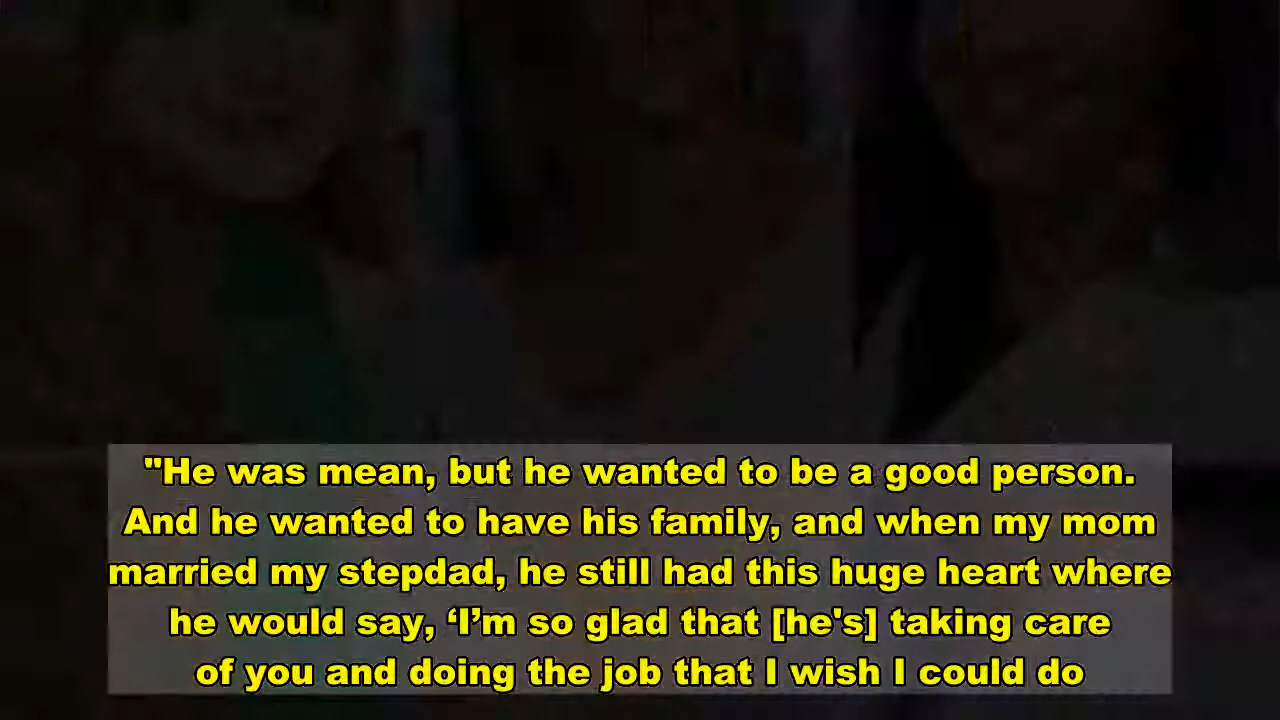 "He was mean, but he wanted to be a good person.
And he wanted to have his family, and when my mom
married my stepdad, he still had this huge heart where
he would say, ‘I’m so glad that [he's] taking care
of you and doing the job that I wish I could do